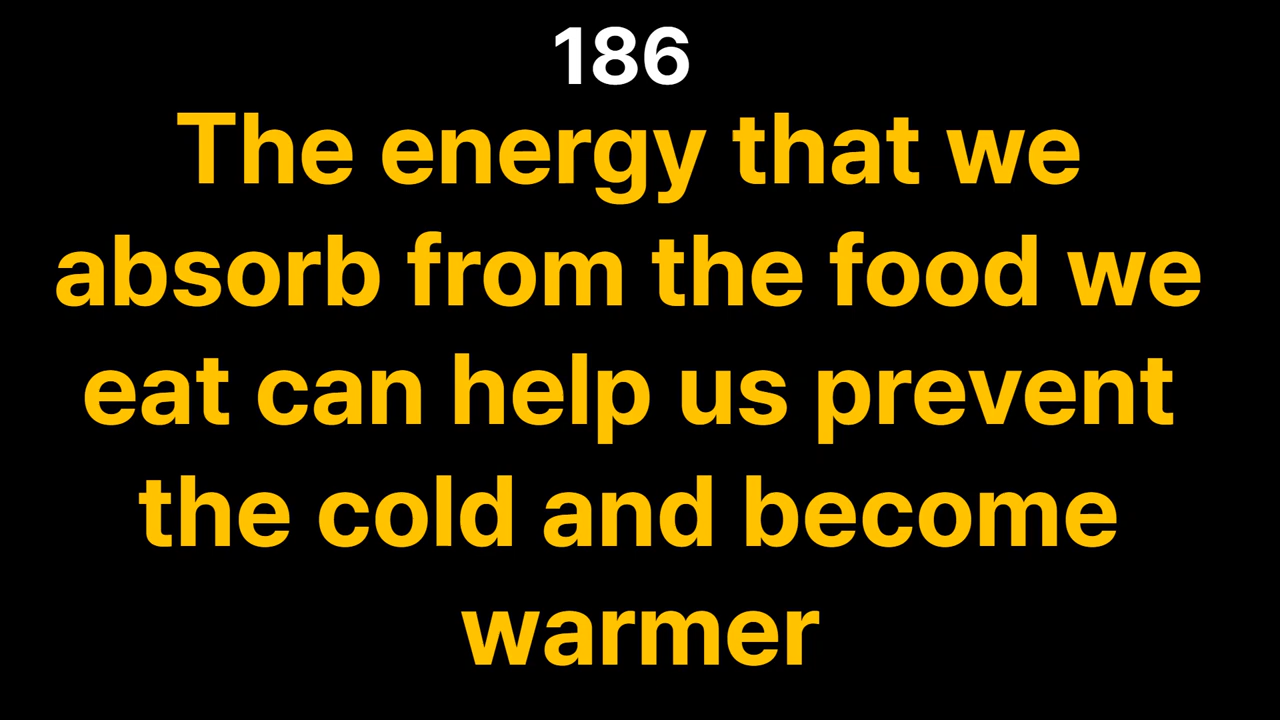 186
The energy that we
absorb from the food we
eat can help us prevent
the cold and become
warmer